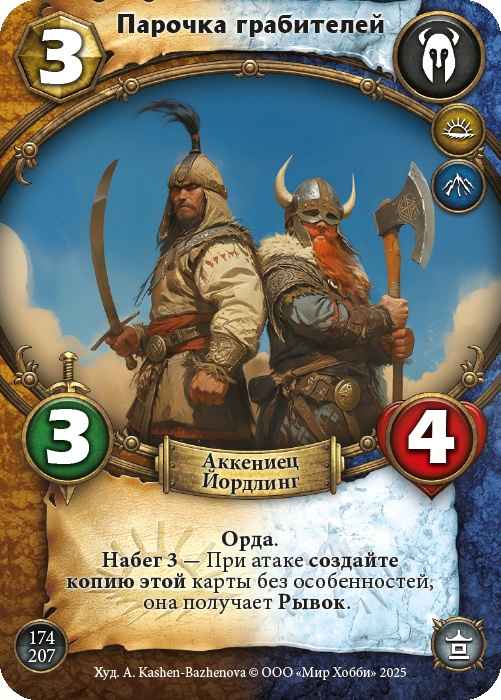 Парочка грабителей
3
3
4
Аккениец
Йордлинг
Орда.
Набег 3 — При атаке создайте
копию этой карты без особенностей,
она получает Рывок.
174
207
Худ. A. Kashen-Bazhenova © ООО «Мир Хобби» 2025